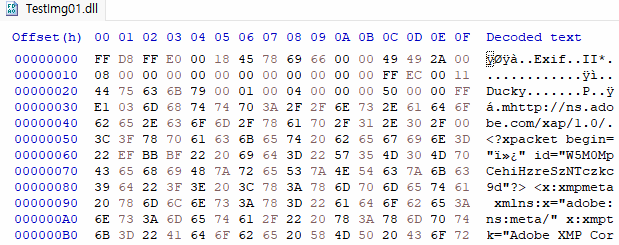 TestImg01.dll
Offset(h) 00 01 02 03 04 05 06 07 08 09 0A 0B 0C 0D 0E 0F Decoded text
00000000 FF D8 FF E0 00 18 45 78 69 66 00 00 49 49 2A 00 ÿØÿà..Exif..II*.
00000010 08 00 00 00 00 00 00 00 00 00 00 00 FF EC 00 11 ............ÿì..
00000020 44 75 63 6B 79 00 01 00 04 00 00 00 50 00 00 FF Ducky.......P..ÿ
00000030 E1 03 6D 68 74 74 70 3A 2F 2F 6E 73 2E 61 64 6F á.mhttp://ns.ado
00000040 62 65 2E 63 6F 6D 2F 78 61 70 2F 31 2E 30 2F 00 be.com/xap/1.0/.
00000050 3C 3F 78 70 61 63 6B 65 74 20 62 65 67 69 6E 3D <?xpacket begin=
00000060 22 EF BB BF 22 20 69 64 3D 22 57 35 4D 30 4D 70 "ï»¿" id="W5M0Mp
00000070 43 65 68 69 48 7A 72 65 53 7A 4E 54 63 7A 6B 63 CehiHzreSzNTczkc
00000080 39 64 22 3F 3E 20 3C 78 3A 78 6D 70 6D 65 74 61 9d"?> <x:xmpmeta
00000090 20 78 6D 6C 6E 73 3A 78 3D 22 61 64 6F 62 65 3A xmlns:x="adobe:
000000A0 6E 73 3A 6D 65 74 61 2F 22 20 78 3A 78 6D 70 74 ns:meta/" x:xmpt
000000B0 6B 3D 22 41 64 6F 62 65 20 58 4D 50 20 43 6F 72 k="Adobe XMP Cor